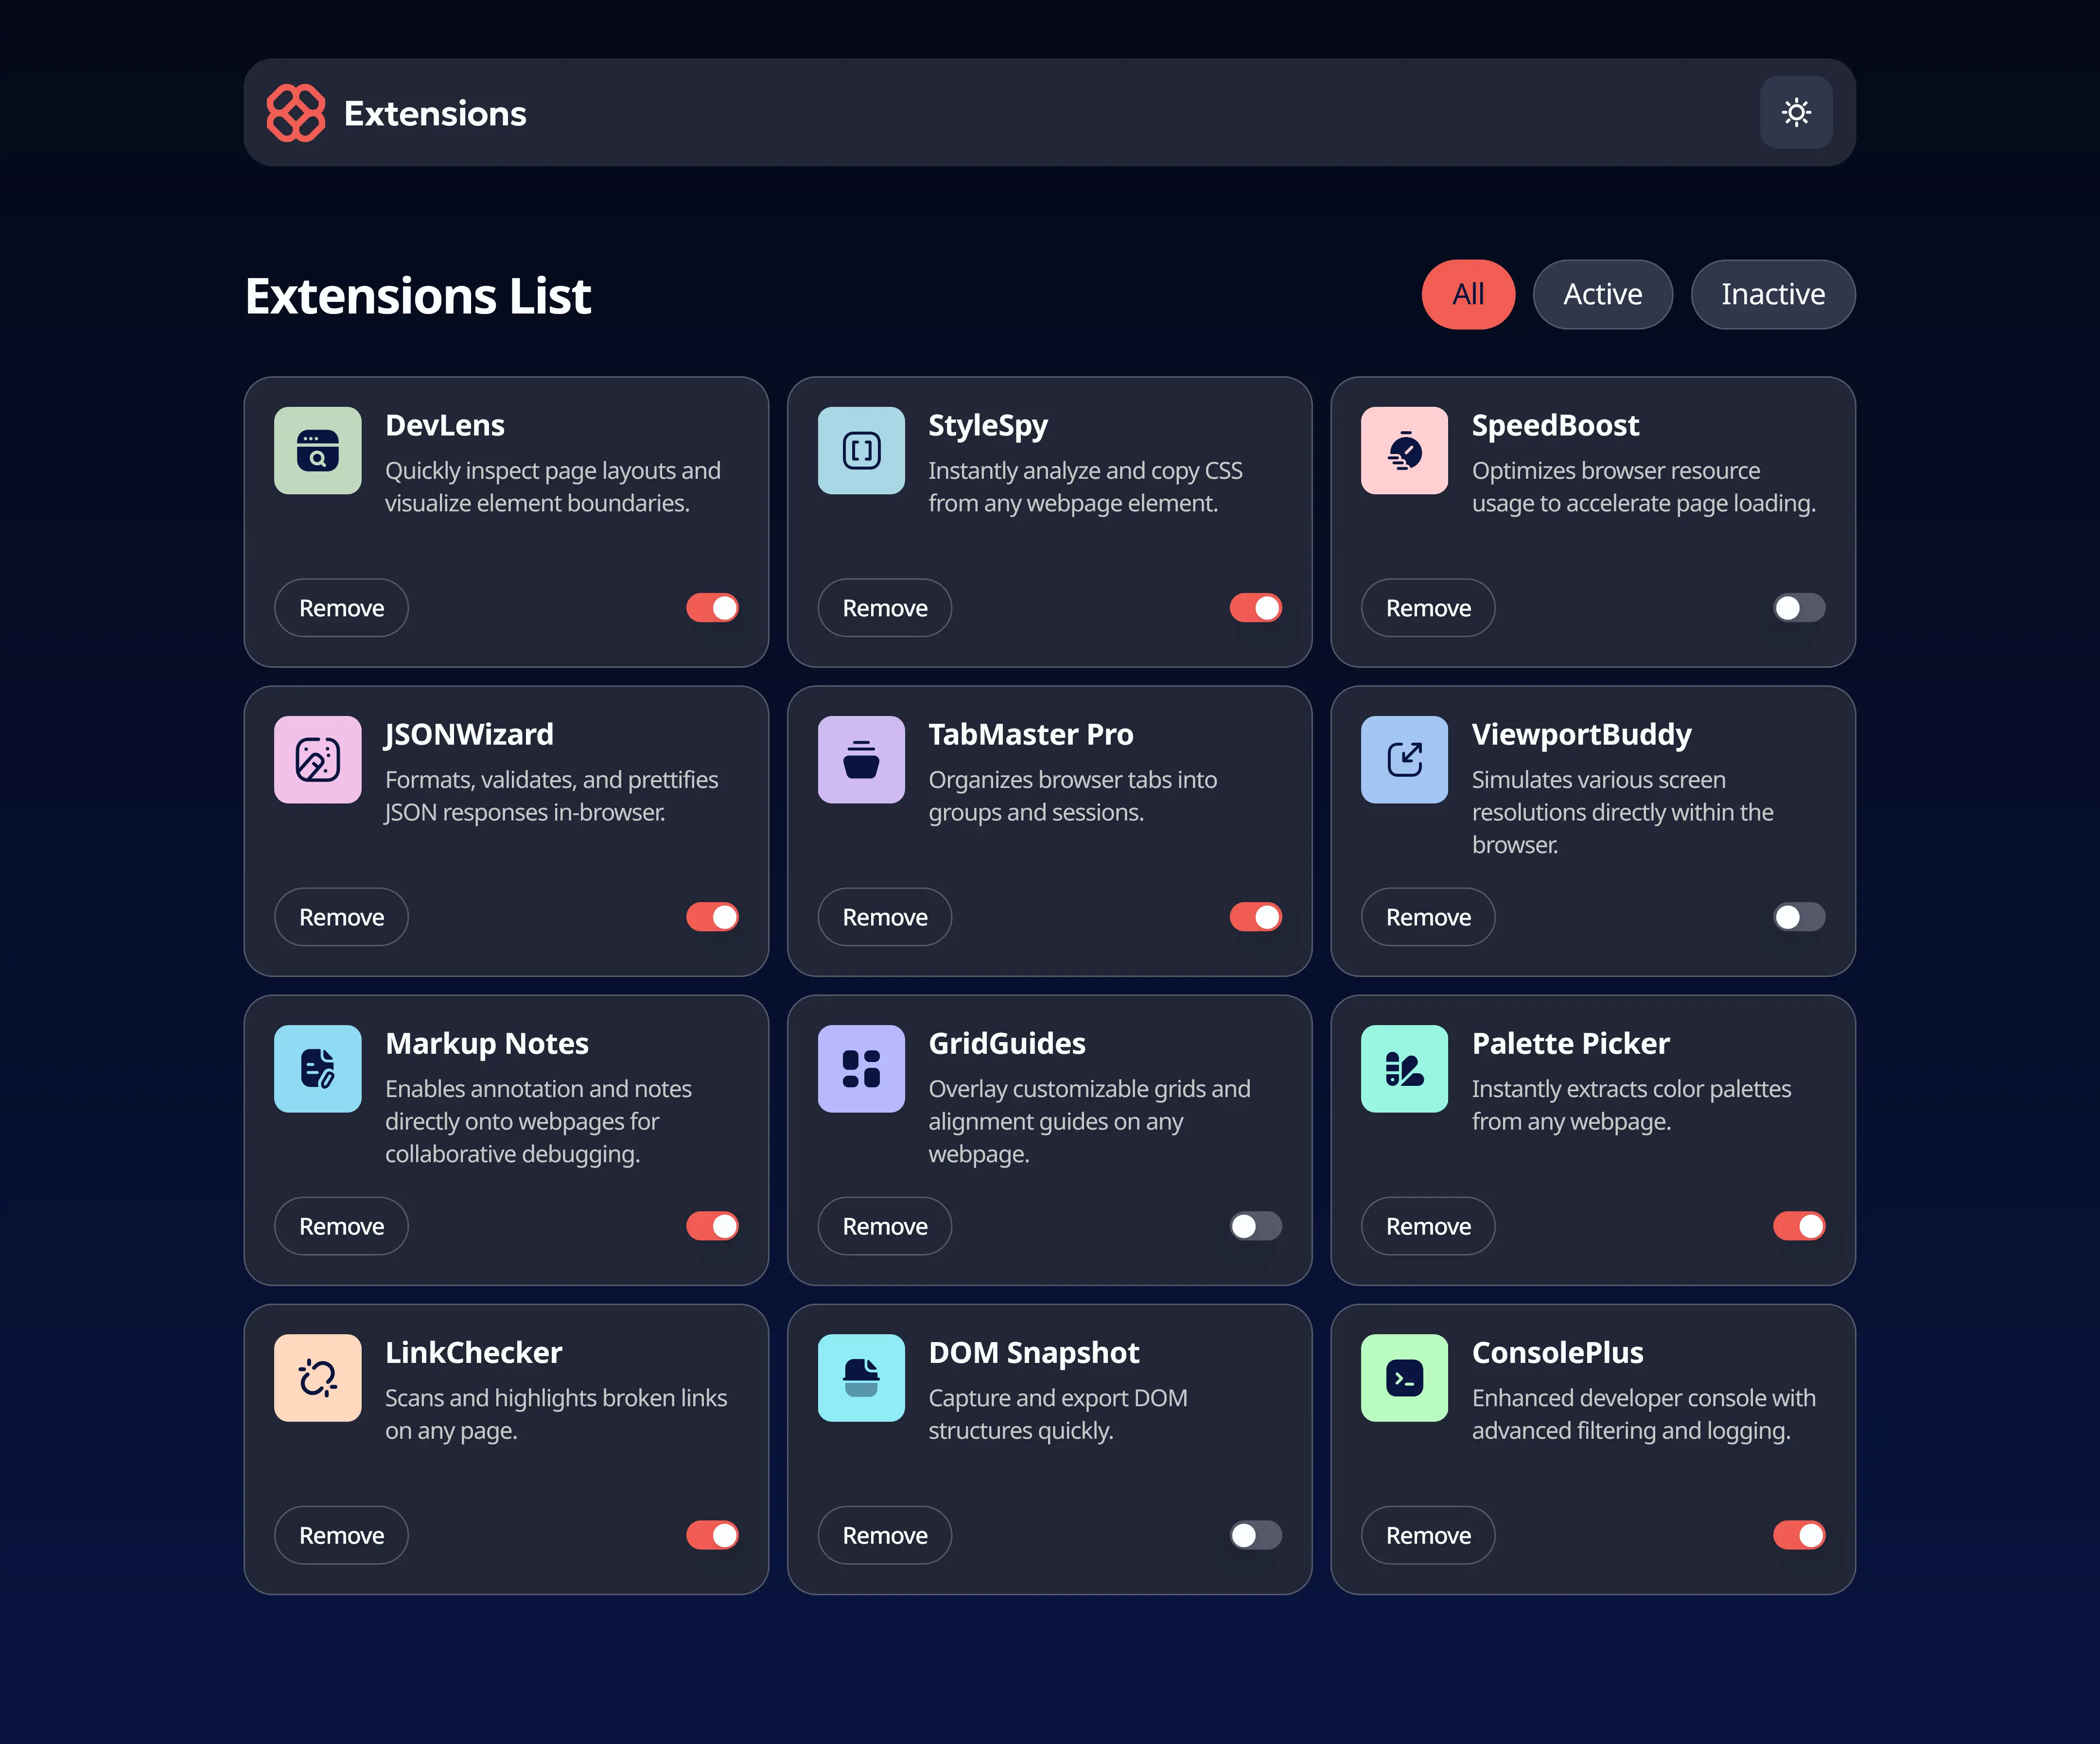 Extensions
Extensions List
All
Active
Inactive
DevLens
Quickly inspect page layouts and
visualize element boundaries.
Remove
StyleSpy
Instantly analyze and copy CSS
from any webpage element.
Remove
SpeedBoost
Optimizes browser resource
usage to accelerate page loading.
Remove
JSONWizard
Formats, validates, and prettifies
JSON responses in-browser.
Remove
TabMaster Pro
Organizes browser tabs into
groups and sessions.
Remove
ViewportBuddy
Simulates various screen
resolutions directly within the
browser.
Remove
Markup Notes
Enables annotation and notes
directly onto webpages for
collaborative debugging.
Remove
GridGuides
Overlay customizable grids and
alignment guides on any
webpage.
Remove
Palette Picker
Instantly extracts color palettes
from any webpage.
Remove
LinkChecker
Scans and highlights broken links
on any page.
Remove
DOM Snapshot
Capture and export DOM
structures quickly.
Remove
ConsolePlus
Enhanced developer console with
advanced filtering and logging.
Remove